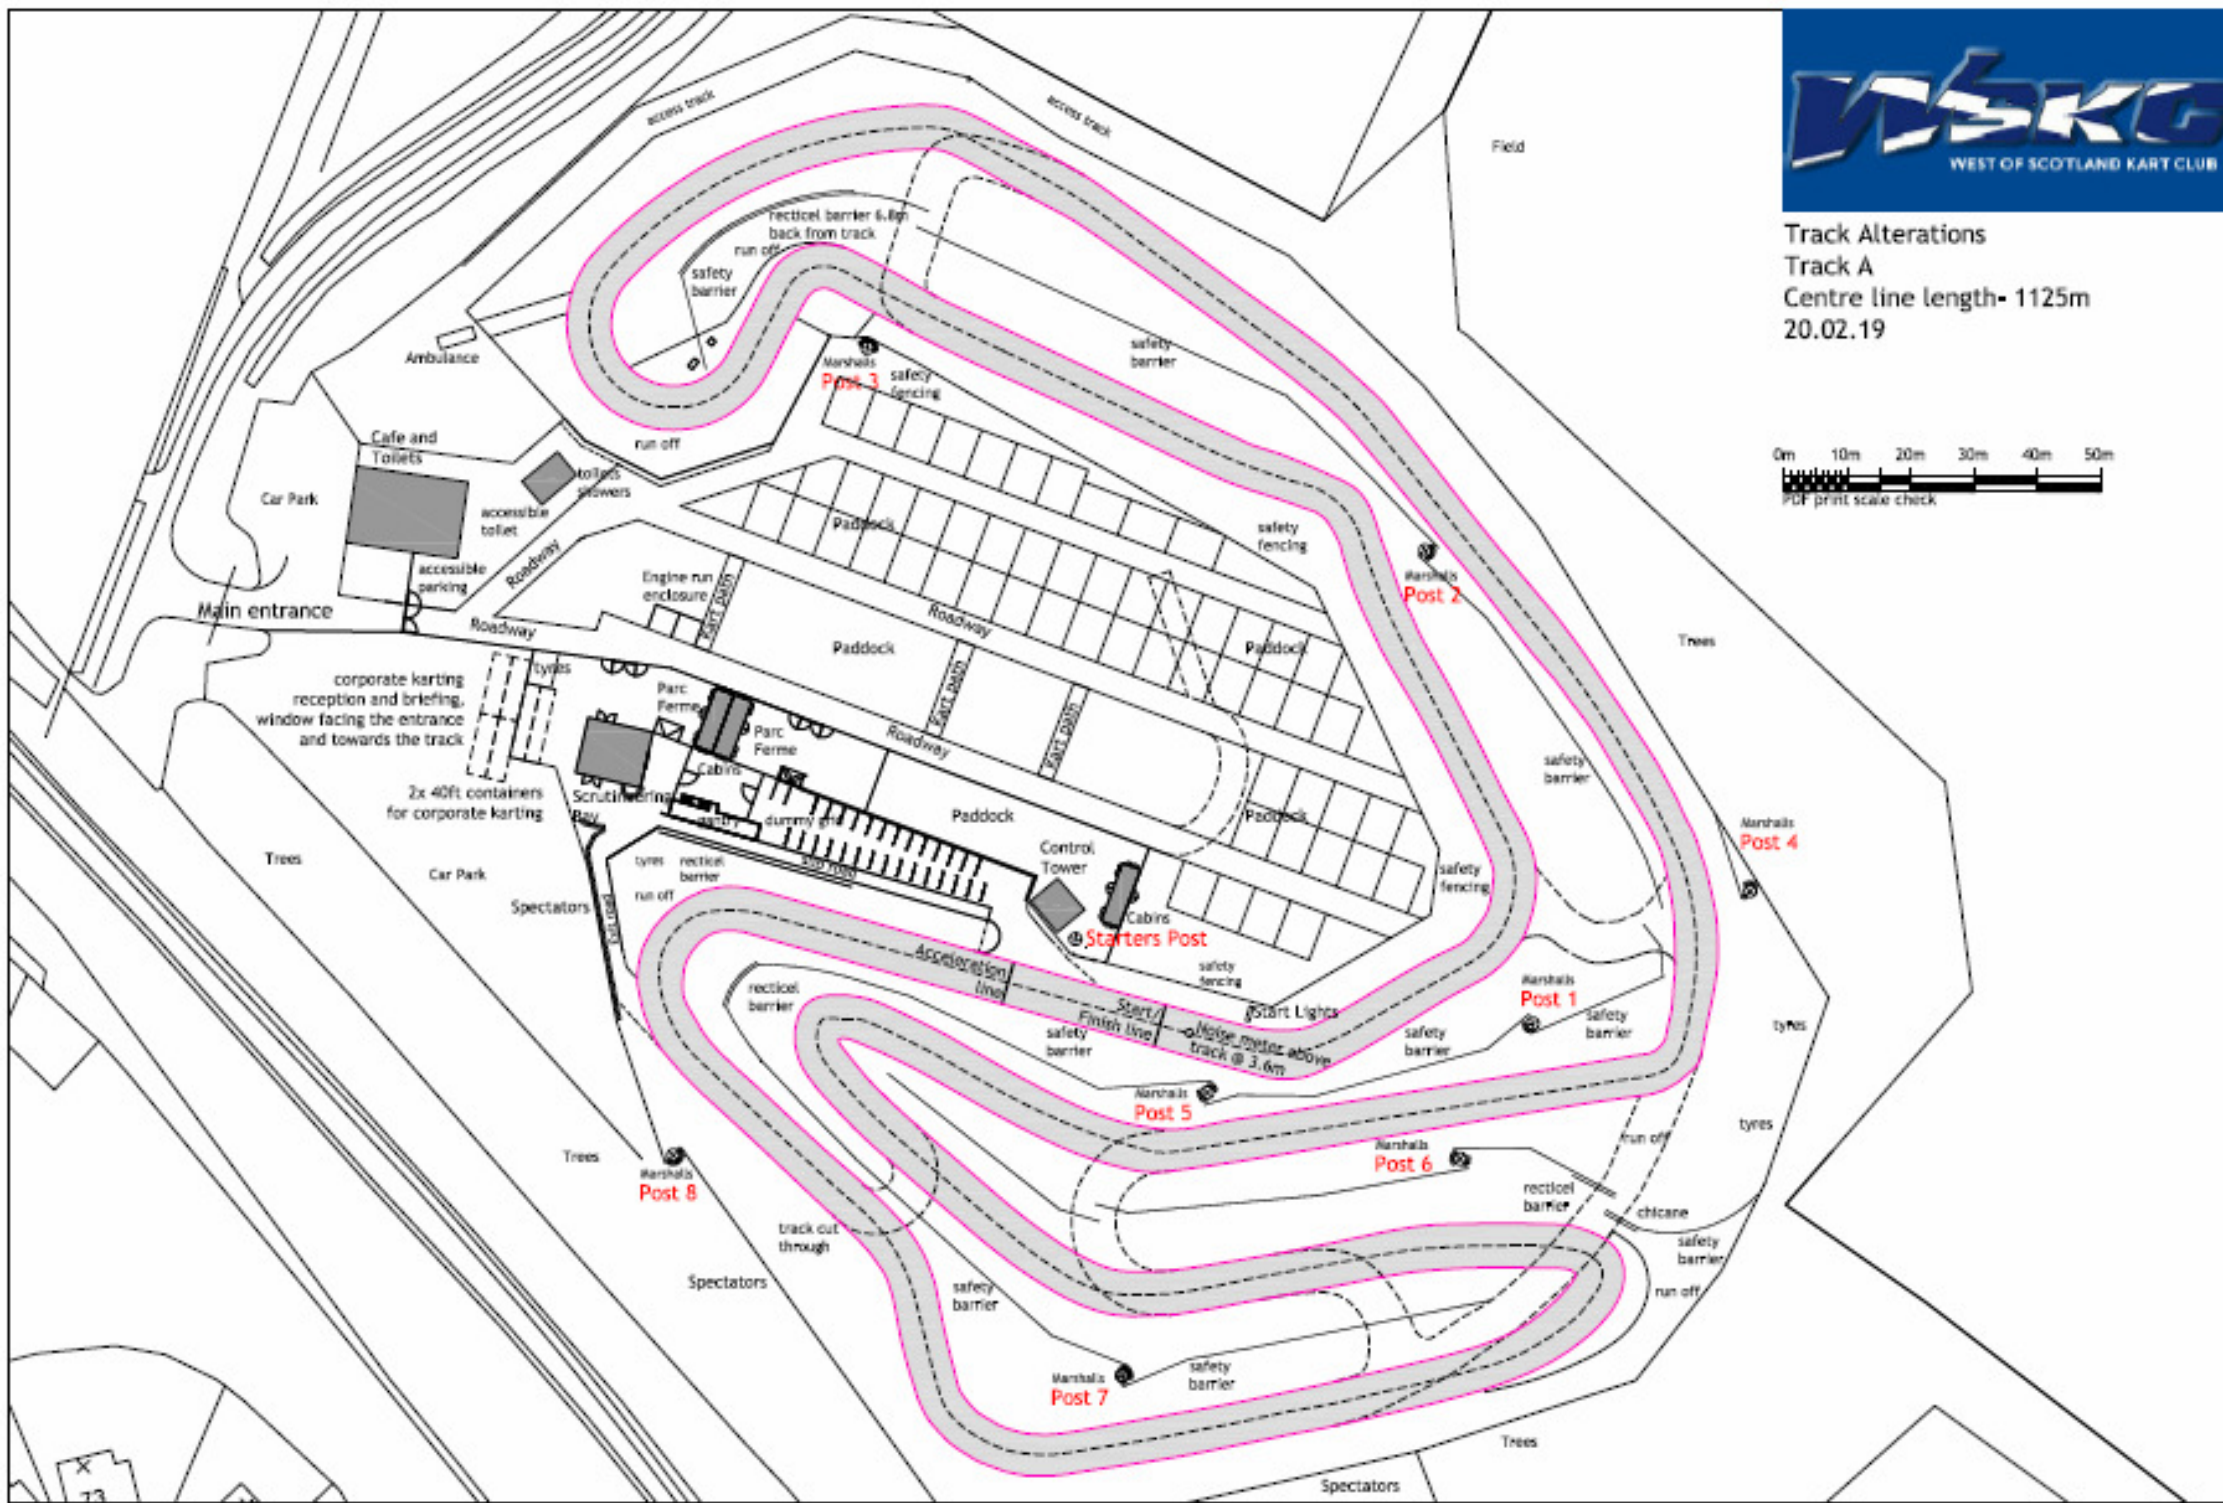 WSKC
WEST OF SCOTLAND KART CLUB
Track Alterations
Track A
Centre line length- 1125m
20.02.19
0m 10m 20m 30m 40m 50m
PDF print scale check
access track
access track
Field
recticel barrier 6.8m
back from track
run off
safety
barrier
Ambulance
Marshalls
Post 3
safety
fencing
safety
barrier
run off
Cafe and
Toilets
toilets
showers
Car Park
accessible
toilet
accessible
parking
Roadway
Main entrance
Roadway
Paddock
safety
fencing
Marshalls
Post 2
Engine run
enclosure
Kart path
Roadway
Paddock
Paddock
Trees
tyres
corporate karting
reception and briefing,
window facing the entrance
and towards the track
Parc
Ferme
Parc
Ferme
Kart path
Kart path
Roadway
Cabins
safety
barrier
2x 40ft containers
for corporate karting
Scrutineering
Bay
gantry
dummy grid
Paddock
Paddock
Marshalls
Post 4
Trees
Car Park
tyres
recticel
barrier
slip road
Control
Tower
safety
fencing
run off
Spectators
slip road
Cabins
Starters Post
Acceleration
line
safety
fencing
recticel
barrier
Start/
Finish line
Start Lights
Noise meter above
track @ 3.6m
safety
barrier
safety
barrier
Marshalls
Post 1
safety
barrier
tyres
Marshalls
Post 5
tyres
run off
Marshalls
Post 6
Trees
Marshalls
Post 8
recticel
barrier
chicane
track cut
through
safety
barrier
Spectators
safety
barrier
run off
Marshalls
Post 7
safety
barrier
Trees
Spectators
73